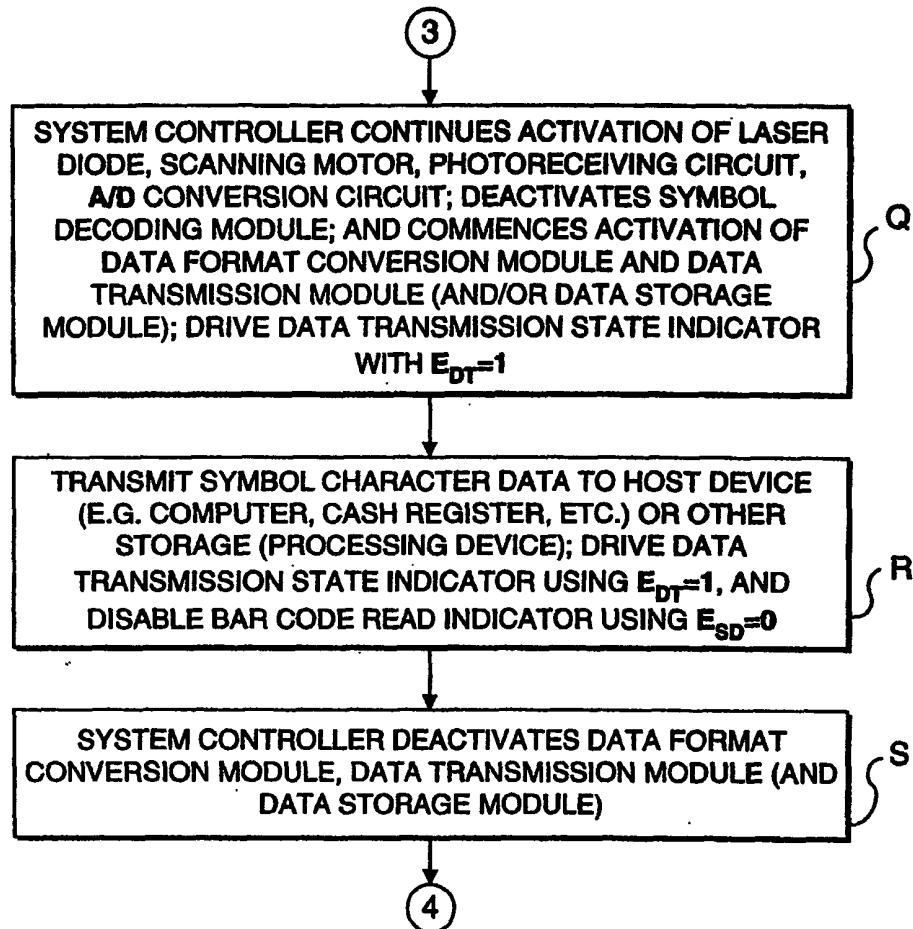 3
SYSTEM CONTROLLER CONTINUES ACTIVATION OF LASER
DIODE, SCANNING MOTOR, PHOTORECEIVING CIRCUIT,
A/D CONVERSION CIRCUIT; DEACTIVATES SYMBOL
DECODING MODULE; AND COMMENCES ACTIVATION OF
DATA FORMAT CONVERSION MODULE AND DATA
TRANSMISSION MODULE (AND/OR DATA STORAGE
MODULE); DRIVE DATA TRANSMISSION STATE INDICATOR
WITH E_DT=1
Q
TRANSMIT SYMBOL CHARACTER DATA TO HOST DEVICE
(E.G. COMPUTER, CASH REGISTER, ETC.) OR OTHER
STORAGE (PROCESSING DEVICE); DRIVE DATA
TRANSMISSION STATE INDICATOR USING E_DT=1, AND
DISABLE BAR CODE READ INDICATOR USING E_SD=0
R
SYSTEM CONTROLLER DEACTIVATES DATA FORMAT
CONVERSION MODULE, DATA TRANSMISSION MODULE (AND
DATA STORAGE MODULE)
S
4